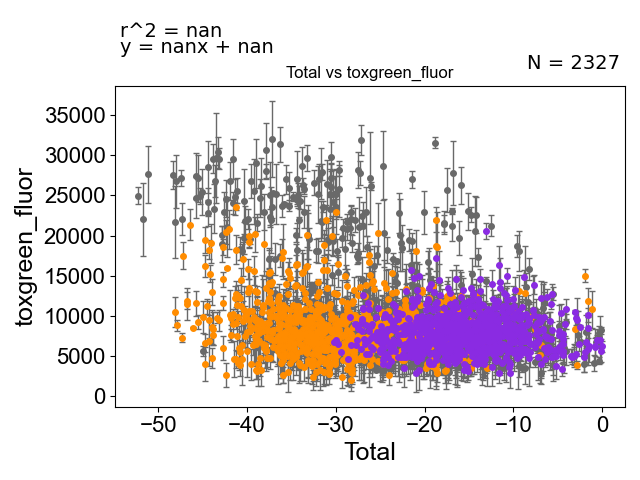 r^2 = nan
y = nanx + nan
N = 2327
Total vs toxgreen_fluor
35000
30000
25000
20000
15000
10000
5000
0
toxgreen_fluor
−50 −40 −30 −20 −10 0
Total